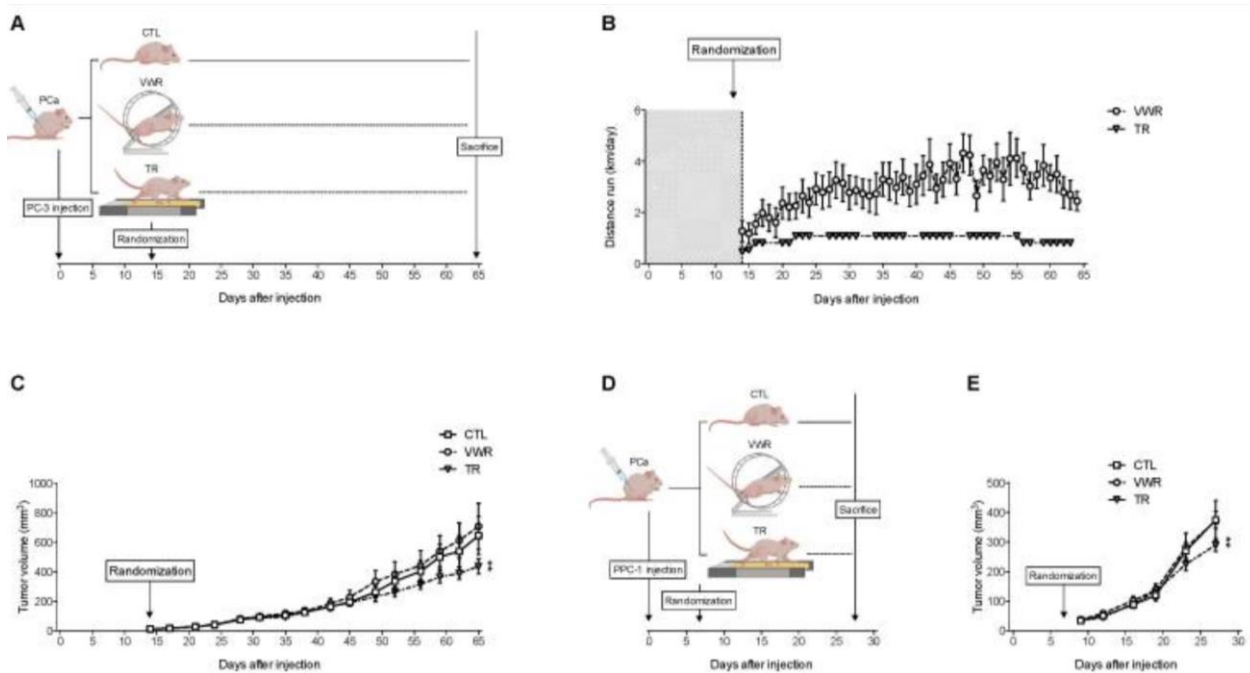 A
CTL
VWR
PCa
TR
Sacrifice
PC-3 injection
Randomization
0 5 10 15 20 25 30 35 40 45 50 55 60 65
Days after injection
B
Randomization
VWR
TR
6
4
2
0
Distance run (km/day)
0 5 10 15 20 25 30 35 40 45 50 55 60 65
Days after injection
C
CTL
VWR
TR
1000
800
600
400
200
0
Tumor volume (mm³)
Randomization
0 5 10 15 20 25 30 35 40 45 50 55 60 65
Days after injection
D
CTL
VWR
PCa
TR
Sacrifice
PPC-1 injection
Randomization
0 5 10 15 20 25 30
Days after injection
E
CTL
VWR
TR
500
400
300
200
100
0
Tumor volume (mm³)
Randomization
0 5 10 15 20 25 30
Days after injection